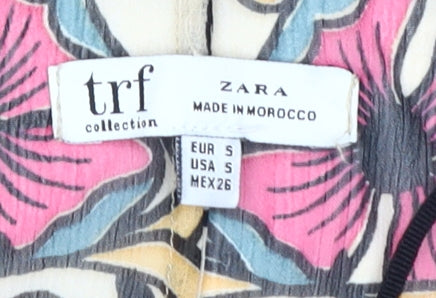 trf
collection
ZARA
MADE IN MOROCCO
EUR S
USA S
MEX26